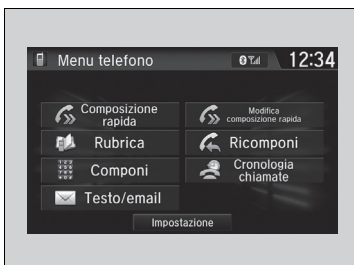 Menu telefono
12:34
Composizione
rapida
Modifica
composizione rapida
Rubrica
Ricomponi
Componi
Cronologia
chiamate
Testo/email
Impostazione